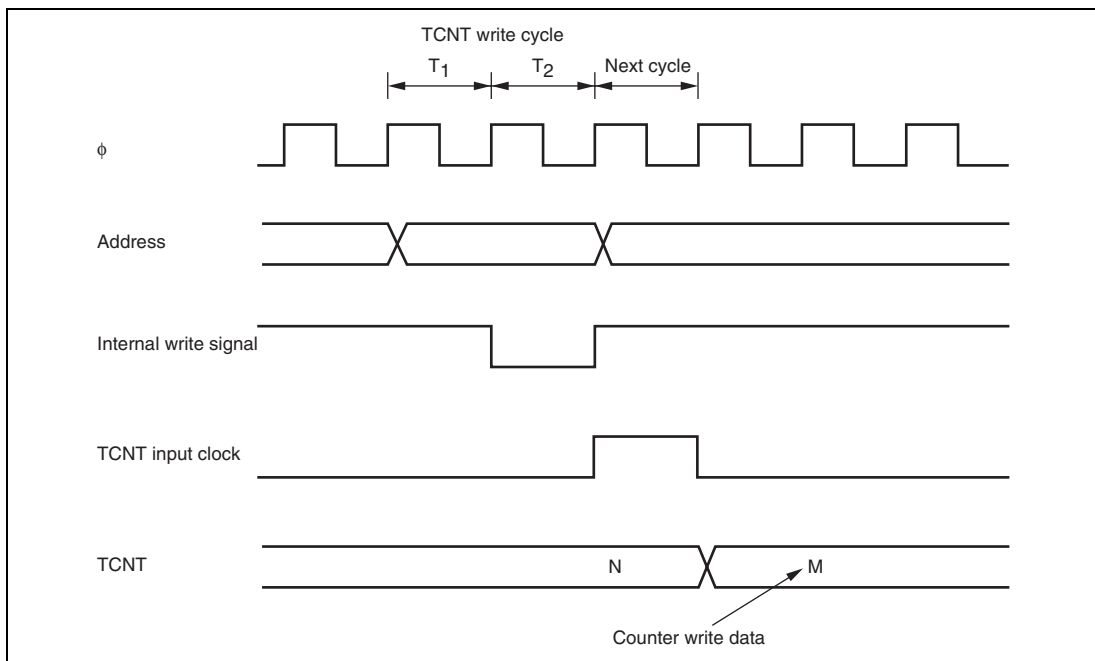 TCNT write cycle
T1 T2 Next cycle
ϕ
Address
Internal write signal
TCNT input clock
TCNT N M
Counter write data